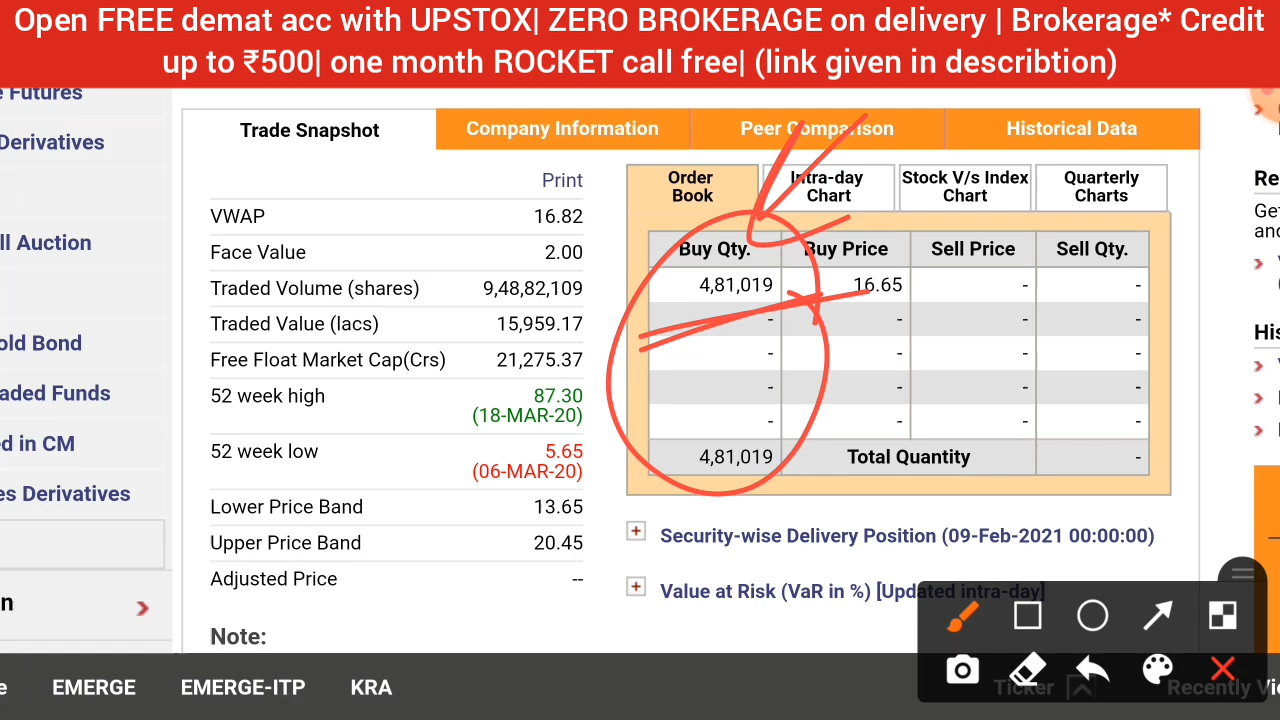 Open FREE demat acc with UPSTOX| ZERO BROKERAGE on delivery | Brokerage* Credit
up to ₹500| one month ROCKET call free| (link given in describtion)
e Futures
Derivatives
ll Auction
old Bond
aded Funds
ed in CM
es Derivatives
n
Trade Snapshot
Company Information
Peer Comparison
Historical Data
Print
VWAP 16.82
Face Value 2.00
Traded Volume (shares) 9,48,82,109
Traded Value (lacs) 15,959.17
Free Float Market Cap(Crs) 21,275.37
52 week high 87.30
(18-MAR-20)
52 week low 5.65
(06-MAR-20)
Lower Price Band 13.65
Upper Price Band 20.45
Adjusted Price --
Note:
Order
Book
Intra-day
Chart
Stock V/s Index
Chart
Quarterly
Charts
Buy Qty. Buy Price Sell Price Sell Qty.
4,81,019 16.65 - -
- - - -
- - - -
- - - -
- - - -
4,81,019 Total Quantity -
Security-wise Delivery Position (09-Feb-2021 00:00:00)
Value at Risk (VaR in %) [Updated intra-day]
Re
Get
and
His
e EMERGE EMERGE-ITP KRA Ticker Recently Vi